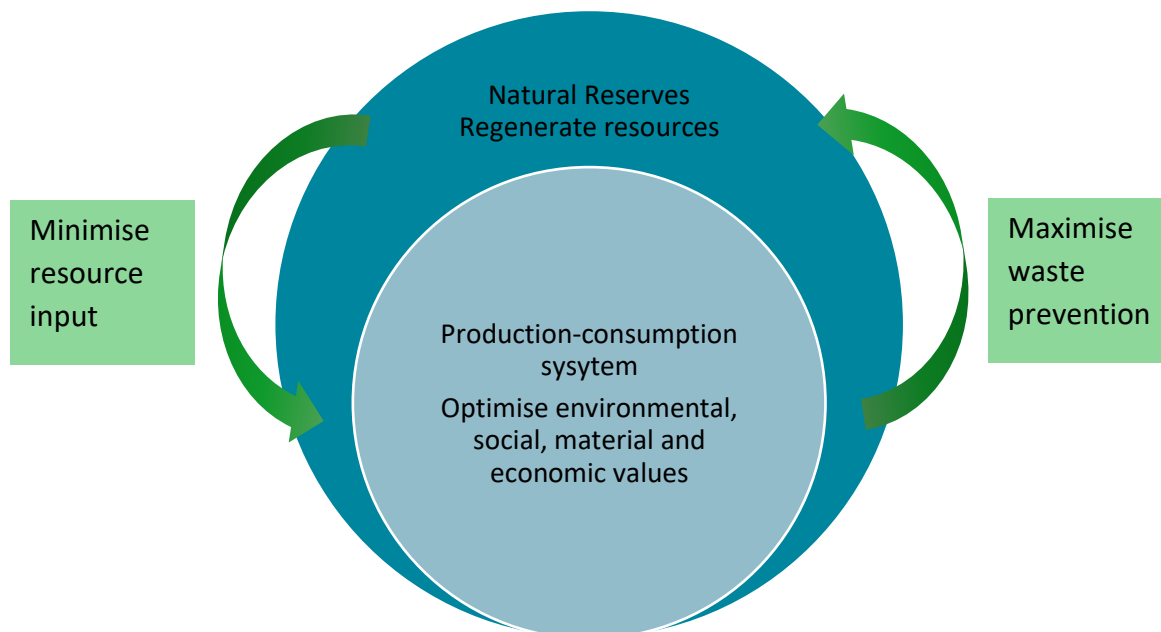 Natural Reserves
Regenerate resources
Minimise
resource
input
Maximise
waste
prevention
Production-consumption
sysytem
Optimise environmental,
social, material and
economic values